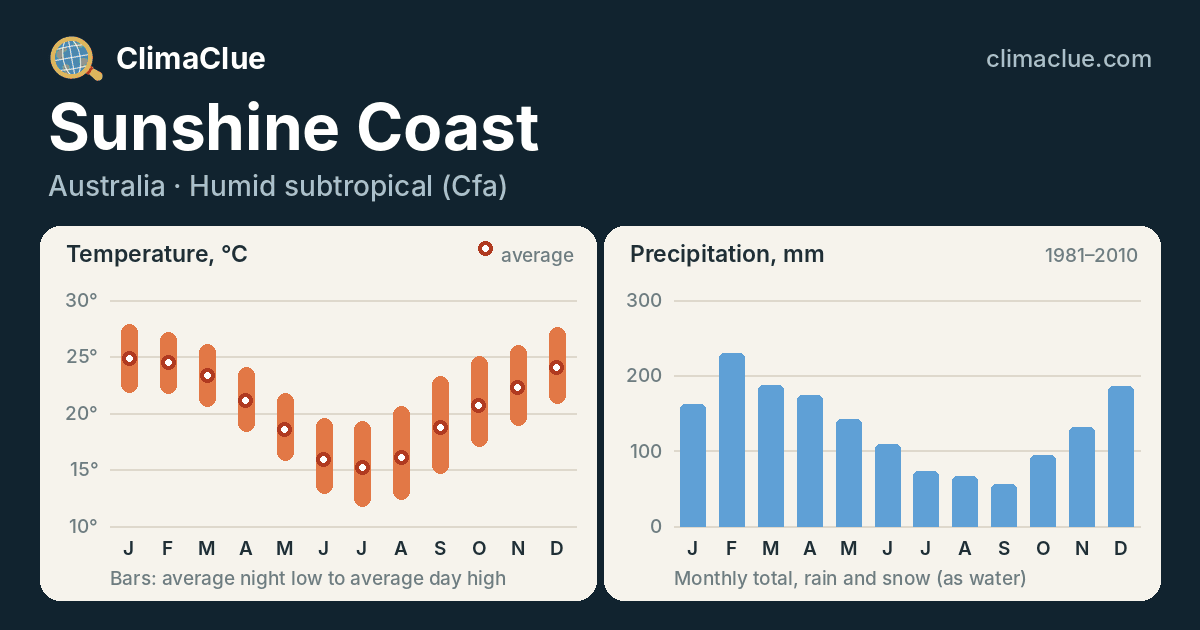 ClimaClue
climaclue.com
Sunshine Coast
Australia · Humid subtropical (Cfa)
Temperature, °C
average
30°
25°
20°
15°
10°
J F M A M J J A S O N D
Bars: average night low to average day high
Precipitation, mm
1981–2010
300
200
100
0
J F M A M J J A S O N D
Monthly total, rain and snow (as water)